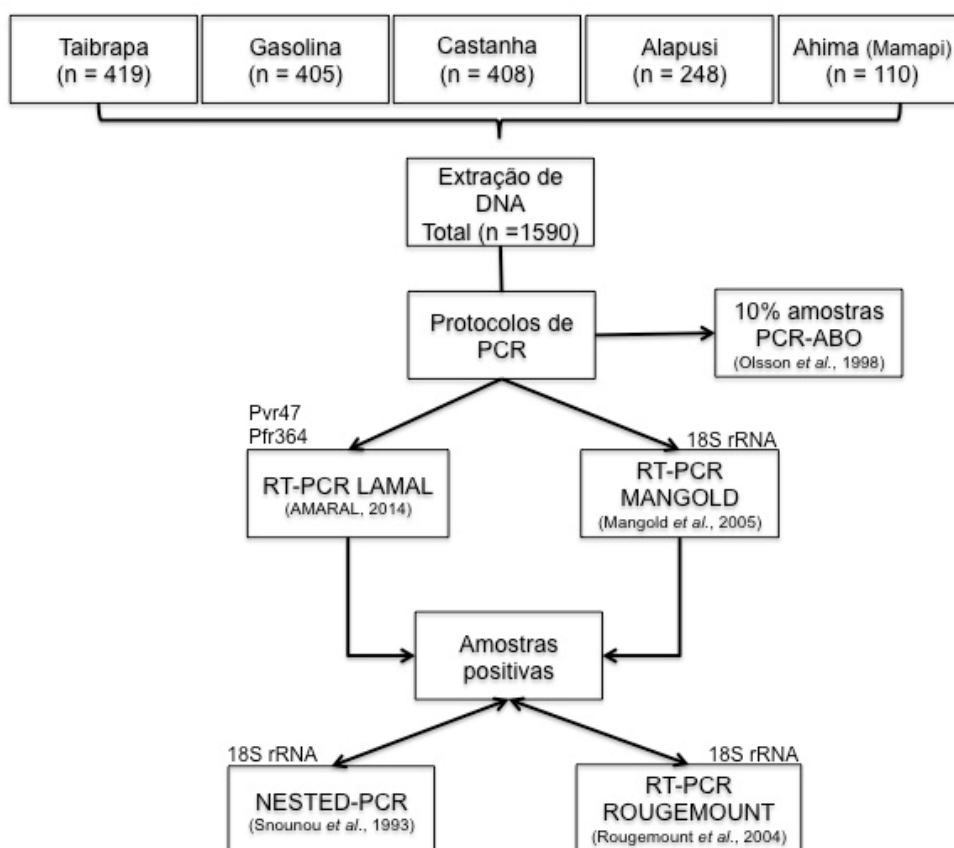 Taibrapa
(n = 419)
Gasolina
(n = 405)
Castanha
(n = 408)
Alapusi
(n = 248)
Ahima (Mamapi)
(n = 110)
Extração de
DNA
Total (n =1590)
Protocolos de
PCR
10% amostras
PCR-ABO
(Olsson et al., 1998)
Pvr47
Pfr364
RT-PCR LAMAL
(AMARAL, 2014)
18S rRNA
RT-PCR
MANGOLD
(Mangold et al., 2005)
Amostras
positivas
18S rRNA
NESTED-PCR
(Snounou et al., 1993)
18S rRNA
RT-PCR
ROUGEMOUNT
(Rougemount et al., 2004)